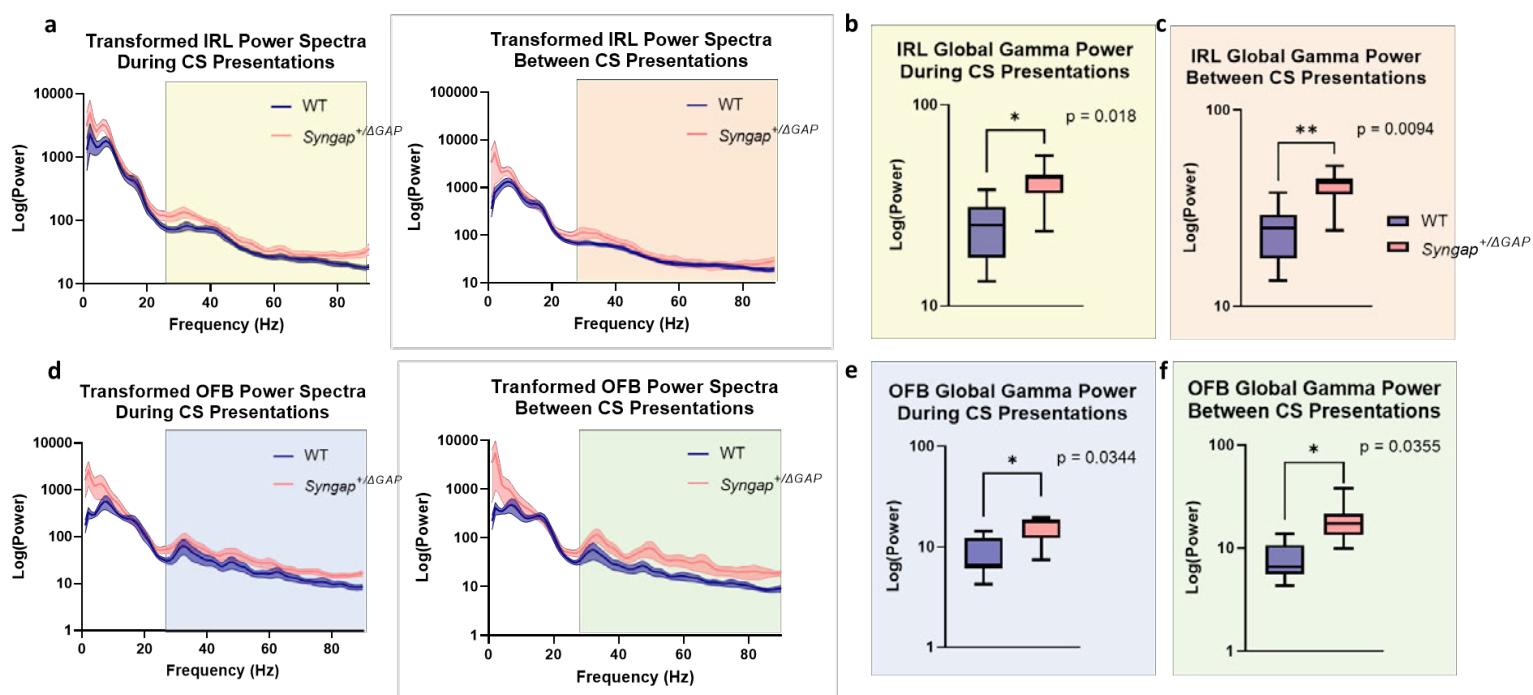 a
Transformed IRL Power Spectra
During CS Presentations
10000
1000
100
10
Log(Power)
0 20 40 60 80
Frequency (Hz)
WT
Syngap+/ΔGAP
Transformed IRL Power Spectra
Between CS Presentations
100000
10000
1000
100
10
Log(Power)
0 20 40 60 80
Frequency (Hz)
WT
Syngap+/ΔGAP
b
IRL Global Gamma Power
During CS Presentations
100
10
Log(Power)
*
p = 0.018
c
IRL Global Gamma Power
Between CS Presentations
100
10
Log(Power)
**
p = 0.0094
WT
Syngap+/ΔGAP
d
Transformed OFB Power Spectra
During CS Presentations
10000
1000
100
10
1
Log(Power)
0 20 40 60 80
Frequency (Hz)
WT
Syngap+/ΔGAP
Tranformed OFB Power Spectra
Between CS Presentations
10000
1000
100
10
1
Log(Power)
0 20 40 60 80
Frequency (Hz)
WT
Syngap+/ΔGAP
e
OFB Global Gamma Power
During CS Presentations
100
10
1
Log(Power)
*
p = 0.0344
f
OFB Global Gamma Power
Between CS Presentations
100
10
1
Log(Power)
*
p = 0.0355